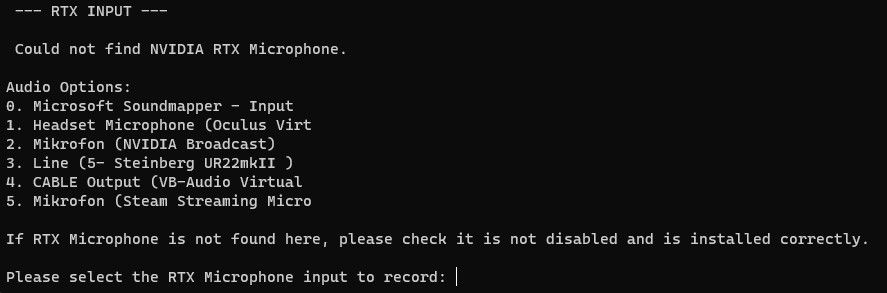 --- RTX INPUT ---
Could not find NVIDIA RTX Microphone.
Audio Options:
0. Microsoft Soundmapper - Input
1. Headset Microphone (Oculus Virt
2. Mikrofon (NVIDIA Broadcast)
3. Line (5- Steinberg UR22mkII )
4. CABLE Output (VB-Audio Virtual
5. Mikrofon (Steam Streaming Micro
If RTX Microphone is not found here, please check it is not disabled and is installed correctly.
Please select the RTX Microphone input to record: